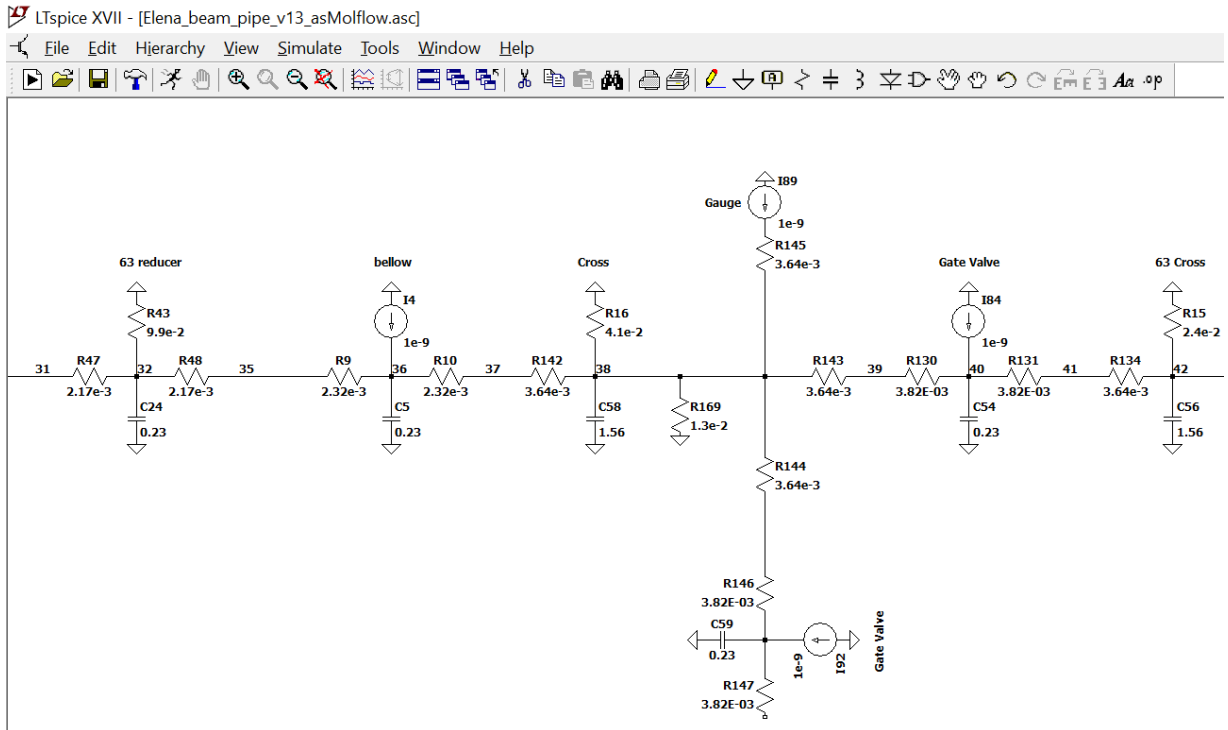 LTspice XVII - [Elena_beam_pipe_v13_asMolflow.asc]
File Edit Hierarchy View Simulate Tools Window Help
A Aa .op
I89
Gauge
1e-9
R145
3.64e-3
63 reducer bellow Cross Gate Valve 63 Cross
R43 I4 R16 I84 R15
9.9e-2 1e-9 4.1e-2 1e-9 2.4e-2
31 R47 32 R48 35 R9 36 R10 37 R142 38 R143 39 R130 40 R131 41 R134 42
2.17e-3 2.17e-3 2.32e-3 2.32e-3 3.64e-3 3.64e-3 3.82E-03 3.82E-03 3.64e-3
C24 C5 C58 R169 C54 C56
0.23 0.23 1.56 1.3e-2 0.23 1.56
R144
3.64e-3
R146
3.82E-03
C59
0.23
1e-9
I92
Gate Valve
R147
3.82E-03